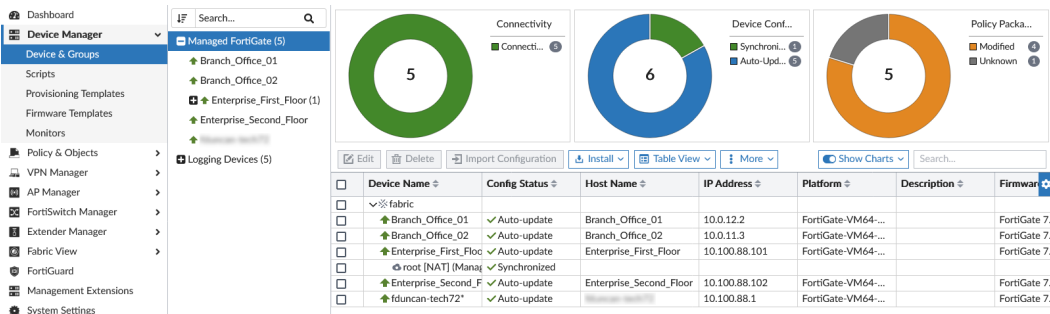 Dashboard
Device Manager
Device & Groups
Scripts
Provisioning Templates
Firmware Templates
Monitors
Policy & Objects
VPN Manager
AP Manager
FortiSwitch Manager
Extender Manager
Fabric View
FortiGuard
Management Extensions
System Settings
Search...
Managed FortiGate (5)
Branch_Office_01
Branch_Office_02
Enterprise_First_Floor (1)
Enterprise_Second_Floor
Logging Devices (5)
Connectivity
5
Connecti... 5
Device Conf...
6
Synchroni... 1
Auto-Upd... 5
Policy Packa...
5
Modified 4
Unknown 1
Edit Delete Import Configuration Install Table View More Show Charts Search...
Device Name Config Status Host Name IP Address Platform Description Firmwar
fabric
Branch_Office_01 Auto-update Branch_Office_01 10.0.12.2 FortiGate-VM64-... FortiGate 7.
Branch_Office_02 Auto-update Branch_Office_02 10.0.11.3 FortiGate-VM64-... FortiGate 7.
Enterprise_First_Floo Auto-update Enterprise_First_Floor 10.100.88.101 FortiGate-VM64-... FortiGate 7.
root [NAT] (Manag Synchronized
Enterprise_Second_F Auto-update Enterprise_Second_Floor 10.100.88.102 FortiGate-VM64-... FortiGate 7.
fduncan-tech72* Auto-update 10.100.88.1 FortiGate-VM64-... FortiGate 7.